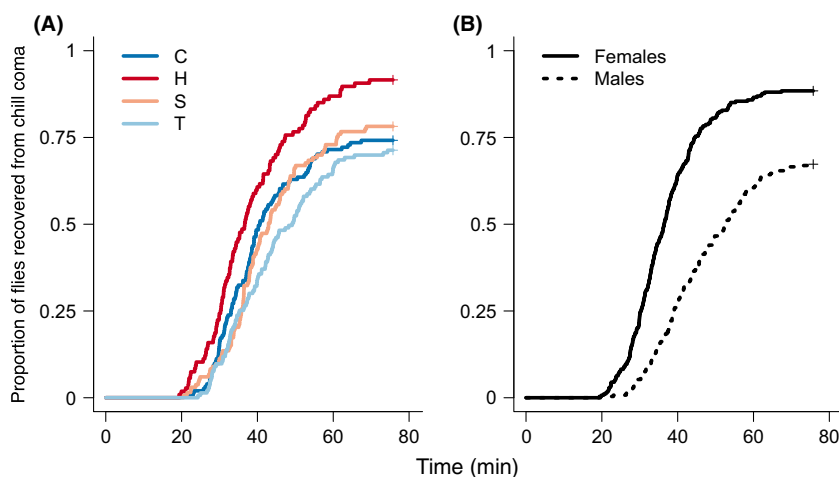 (A)
(B)
Proportion of flies recovered from chill coma
1
0.75
0.5
0.25
0
C
H
S
T
0 20 40 60 80
1
0.75
0.5
0.25
0
Females
Males
0 20 40 60 80
Time (min)